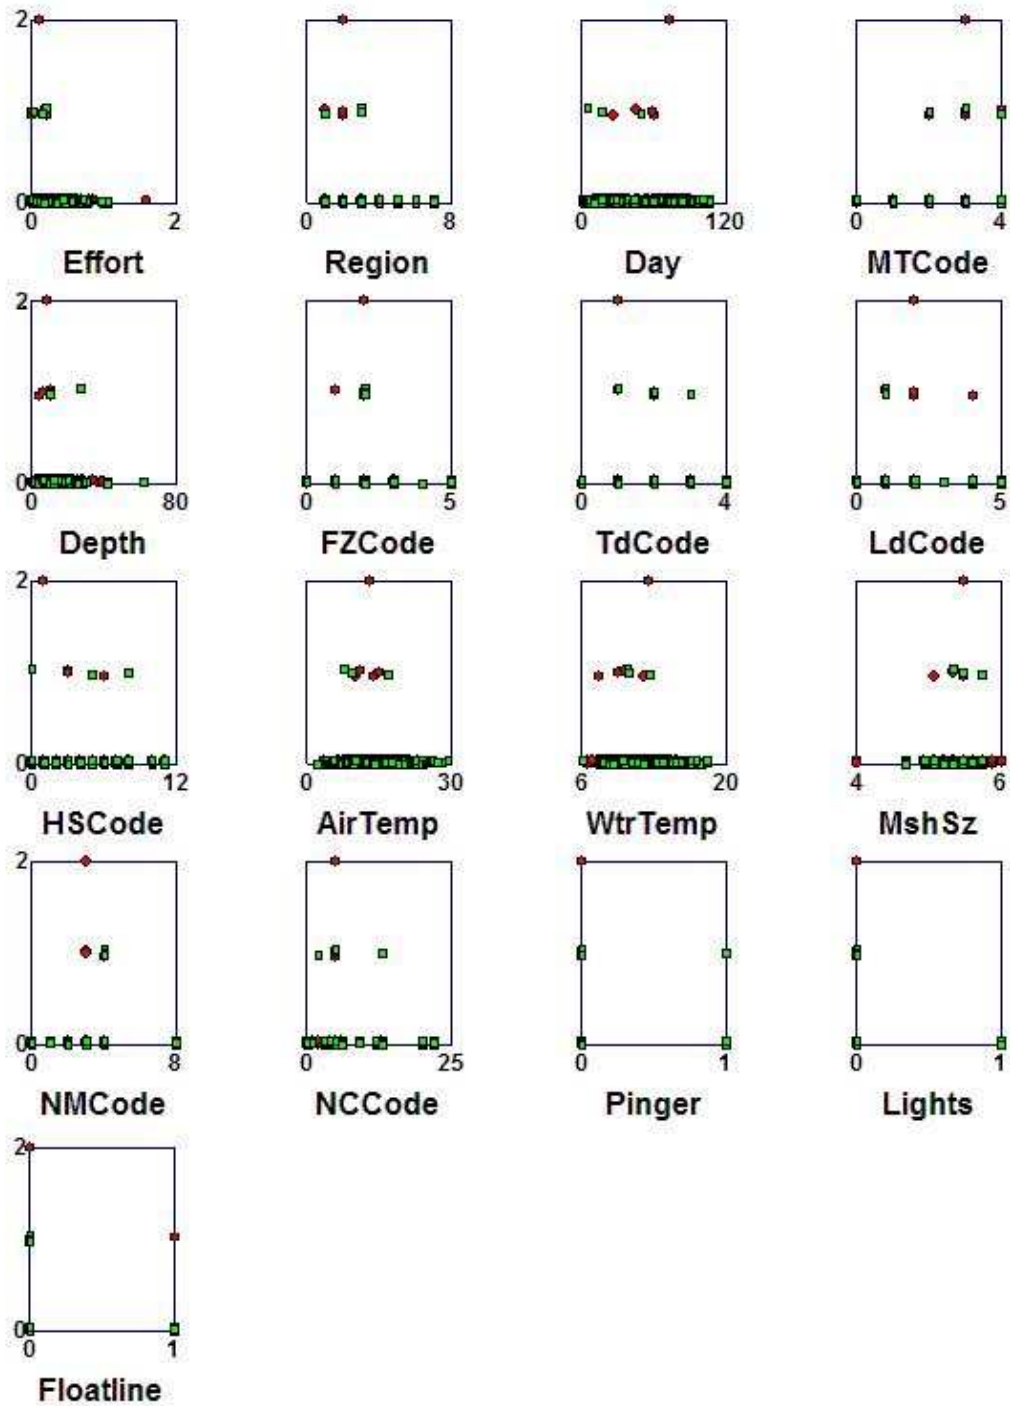 2
0
0 2 0 8 0 120 0 4
Effort Region Day MTCode
2
0
0 80 0 5 0 4 0 5
Depth FZCode TdCode LdCode
2
0
0 12 0 30 6 20 4 6
HSCode AirTemp WtrTemp MshSz
2
0
0 8 0 25 0 1 0 1
NMCode NCCode Pinger Lights
2
0
0 1
Floatline